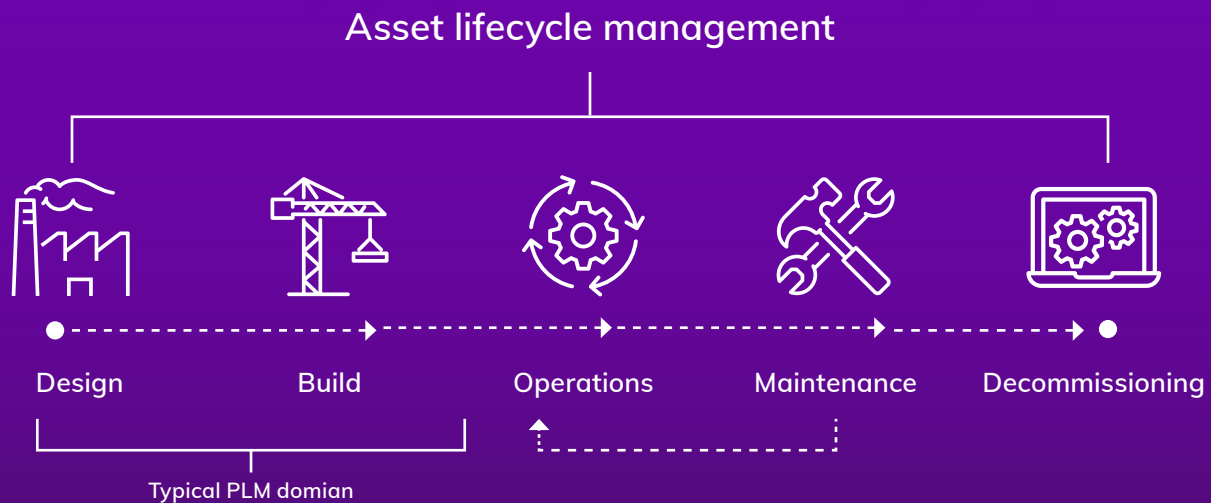 Asset lifecycle management
Design
Build
Operations
Maintenance
Decommissioning
Typical PLM domian